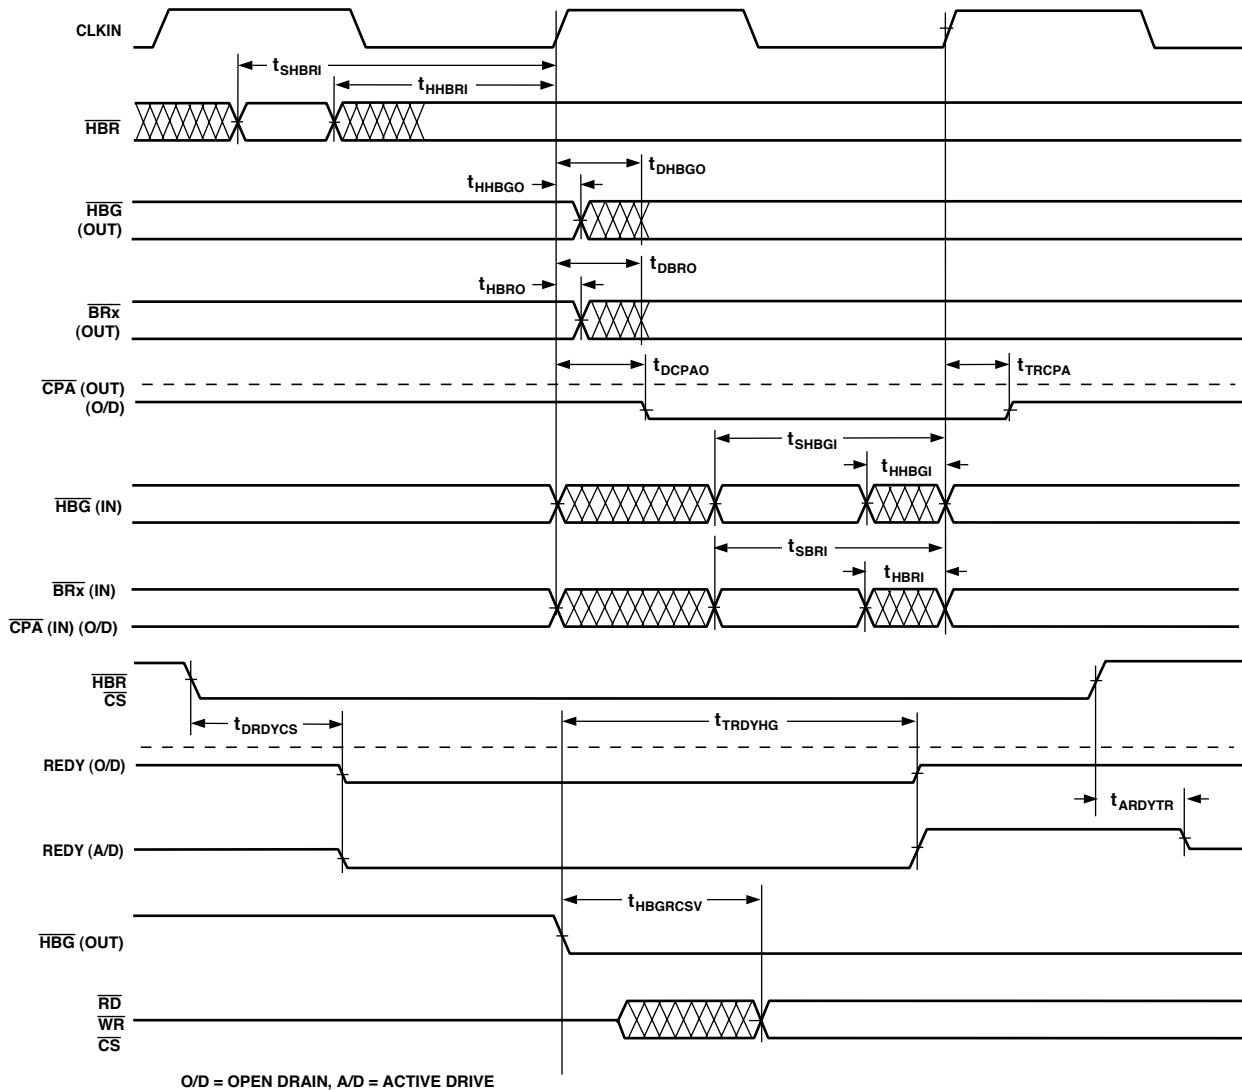 CLKIN
tSHBRI
tHHBRI
HBR
tDHBGO
tHHBGO
HBG
(OUT)
tDBRO
tHBRO
BRx
(OUT)
tDCPAO
tTRCPA
CPA (OUT)
(O/D)
tSHBGI
tHHBGI
HBG (IN)
tSBRI
tHBRI
BRx (IN)
CPA (IN) (O/D)
HBR
CS
tDRDYCS
tTRDYHG
REDY (O/D)
tARDYTR
REDY (A/D)
tHBGRCSV
HBG (OUT)
RD
WR
CS
O/D = OPEN DRAIN, A/D = ACTIVE DRIVE